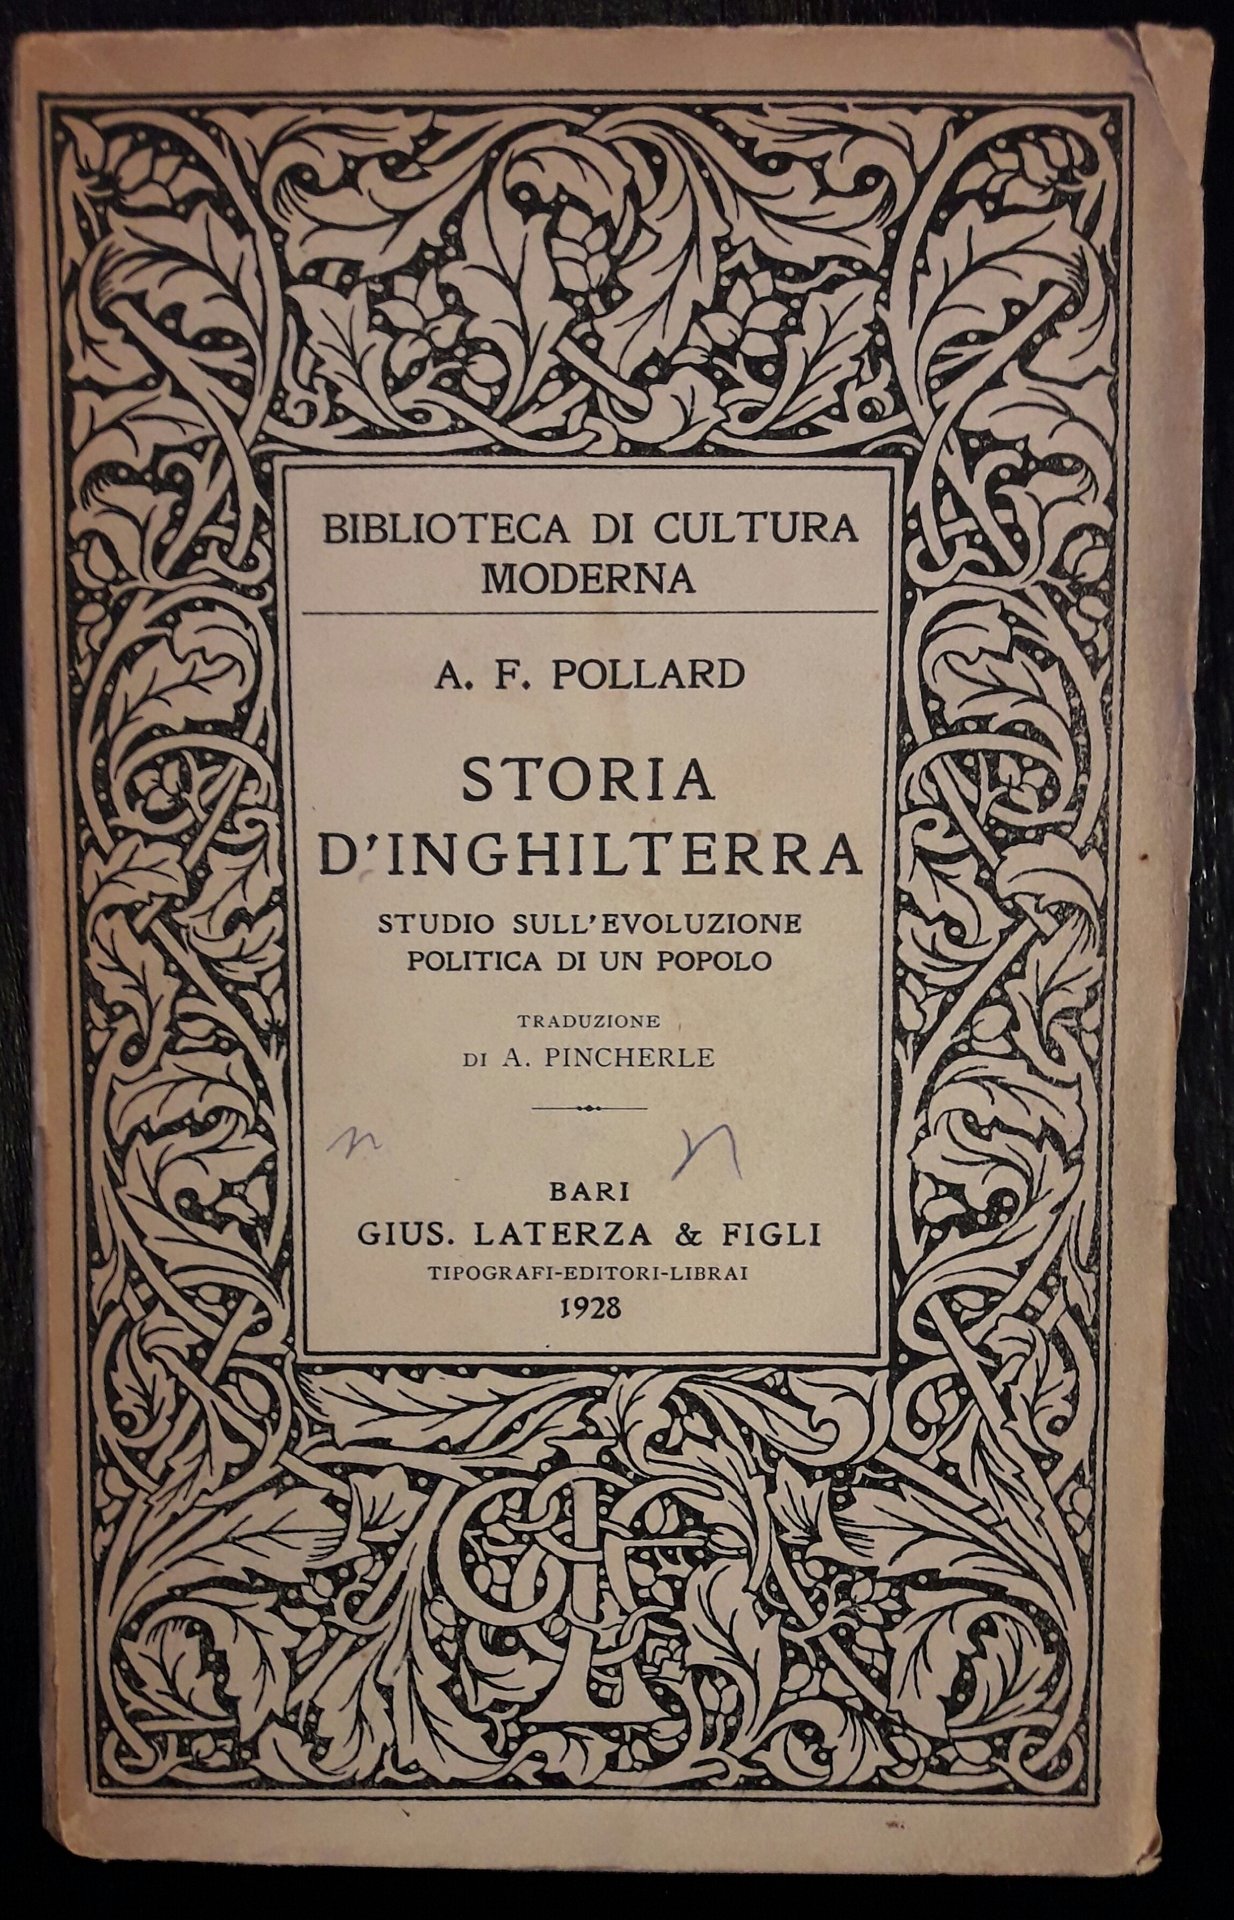 BIBLIOTECA DI CULTURA
MODERNA
A. F. POLLARD
STORIA
D'INGHILTERRA
STUDIO SULL'EVOLUZIONE
POLITICA DI UN POPOLO
TRADUZIONE
DI A. PINCHERLE
BARI
GIUS. LATERZA & FIGLI
TIPOGRAFI-EDITORI-LIBRAI
1928